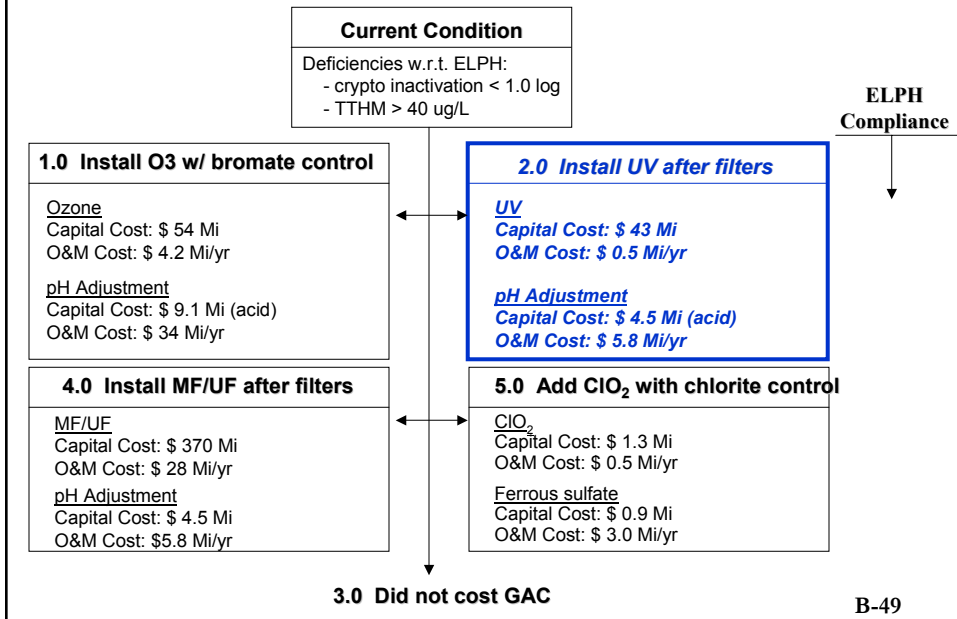 Current Condition
Deficiencies w.r.t. ELPH:
- crypto inactivation < 1.0 log
- TTHM > 40 ug/L
ELPH
Compliance
1.0 Install O3 w/ bromate control
Ozone
Capital Cost: $ 54 Mi
O&M Cost: $ 4.2 Mi/yr
pH Adjustment
Capital Cost: $ 9.1 Mi (acid)
O&M Cost: $ 34 Mi/yr
2.0 Install UV after filters
UV
Capital Cost: $ 43 Mi
O&M Cost: $ 0.5 Mi/yr
pH Adjustment
Capital Cost: $ 4.5 Mi (acid)
O&M Cost: $ 5.8 Mi/yr
4.0 Install MF/UF after filters
MF/UF
Capital Cost: $ 370 Mi
O&M Cost: $ 28 Mi/yr
pH Adjustment
Capital Cost: $ 4.5 Mi
O&M Cost: $5.8 Mi/yr
5.0 Add ClO₂ with chlorite control
ClO₂
Capital Cost: $ 1.3 Mi
O&M Cost: $ 0.5 Mi/yr
Ferrous sulfate
Capital Cost: $ 0.9 Mi
O&M Cost: $ 3.0 Mi/yr
3.0 Did not cost GAC
B-49